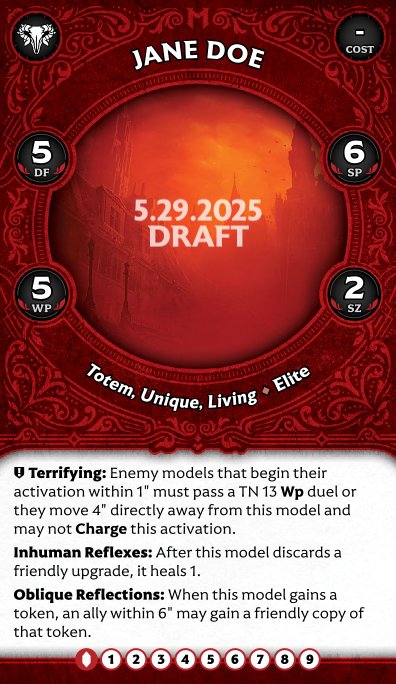 JANE DOE
-
COST
5
DF
6
SP
5.29.2025
DRAFT
5
WP
2
SZ
Totem, Unique, Living ♦ Elite
Terrifying: Enemy models that begin their
activation within 1" must pass a TN 13 Wp duel or
they move 4" directly away from this model and
may not Charge this activation.
Inhuman Reflexes: After this model discards a
friendly upgrade, it heals 1.
Oblique Reflections: When this model gains a
token, an ally within 6" may gain a friendly copy of
that token.
1 2 3 4 5 6 7 8 9